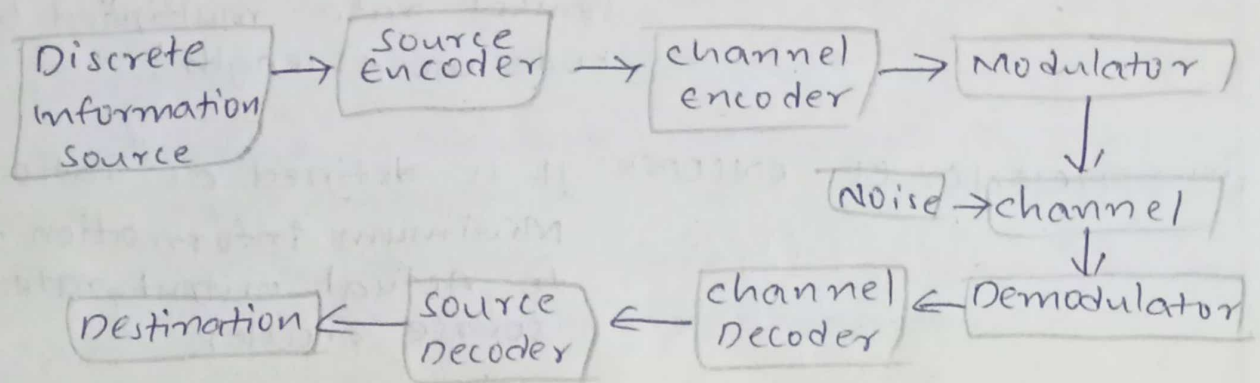 Discrete
information
source
source
encoder
channel
encoder
Modulator
Noise
channel
Demodulator
channel
Decoder
source
Decoder
Destination